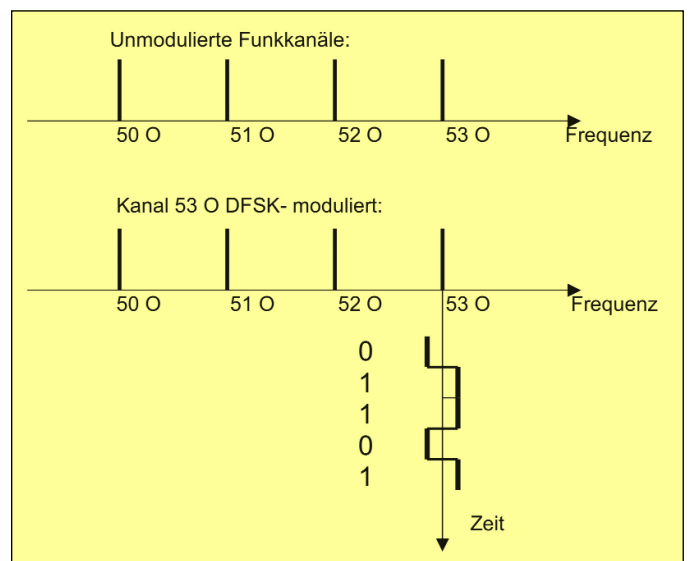 Unmodulierte Funkkanäle:
50 O 51 O 52 O 53 O Frequenz
Kanal 53 O DFSK- moduliert:
50 O 51 O 52 O 53 O Frequenz
0
1
1
0
1
Zeit